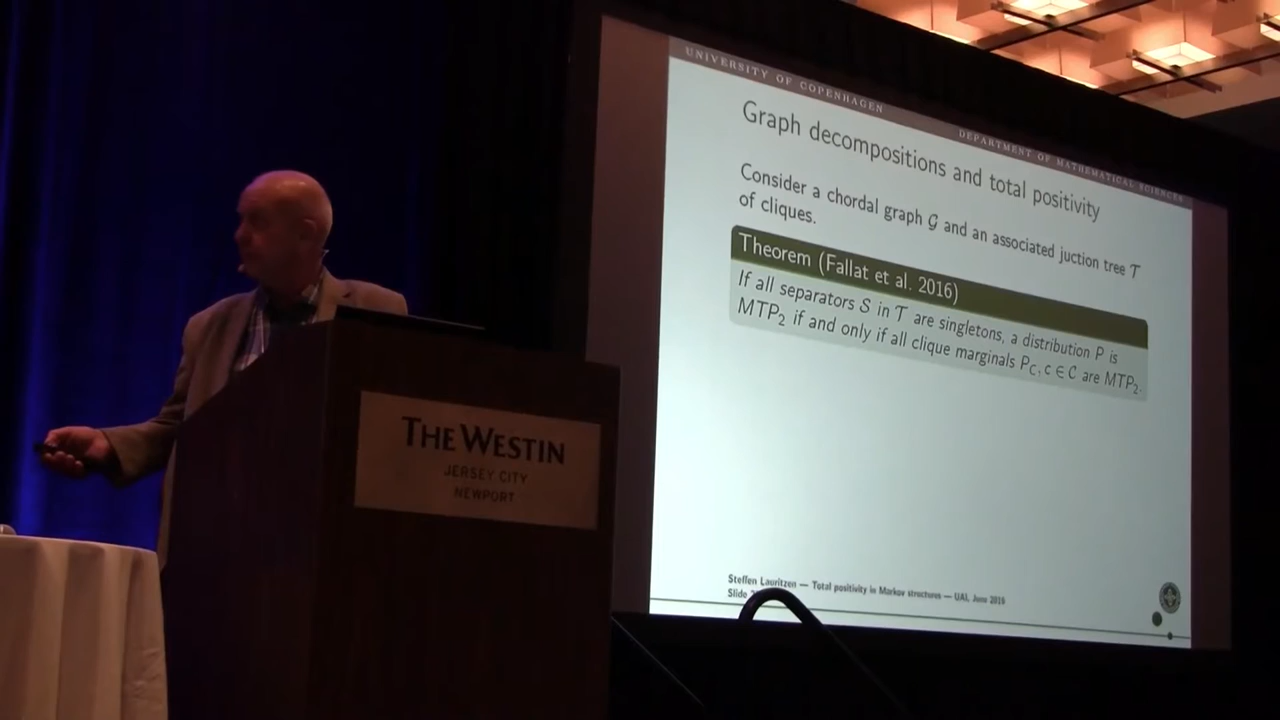 UNIVERSITY OF COPENHAGEN
DEPARTMENT OF MATHEMATICAL SCIENCES
Graph decompositions and total positivity
Consider a chordal graph 𝒢 and an associated juction tree 𝒯
of cliques.
Theorem (Fallat et al. 2016)
If all separators 𝒮 in 𝒯 are singletons, a distribution P is
MTP₂ if and only if all clique marginals P_C, c ∈ 𝒞 are MTP₂.
Steffen Lauritzen — Total positivity in Markov structures — UAI, June 2016
Slide
THE WESTIN
JERSEY CITY
NEWPORT